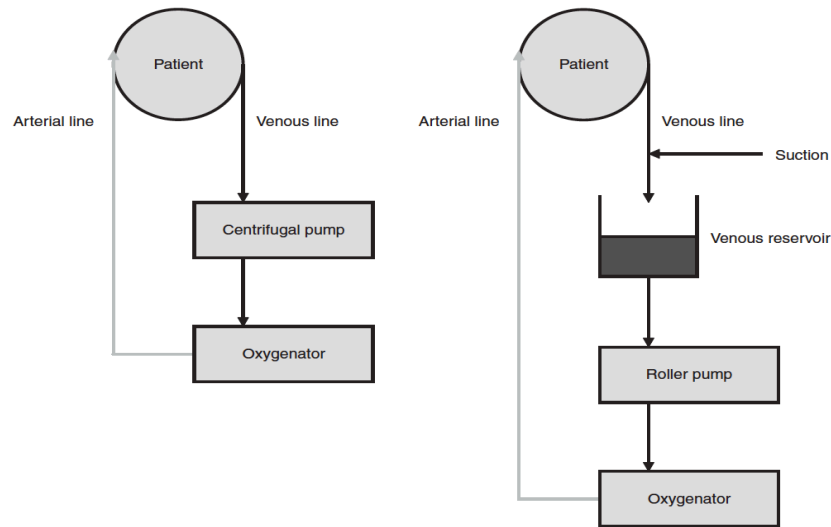 Patient
Arterial line
Venous line
Centrifugal pump
Oxygenator
Patient
Arterial line
Venous line
Suction
Venous reservoir
Roller pump
Oxygenator